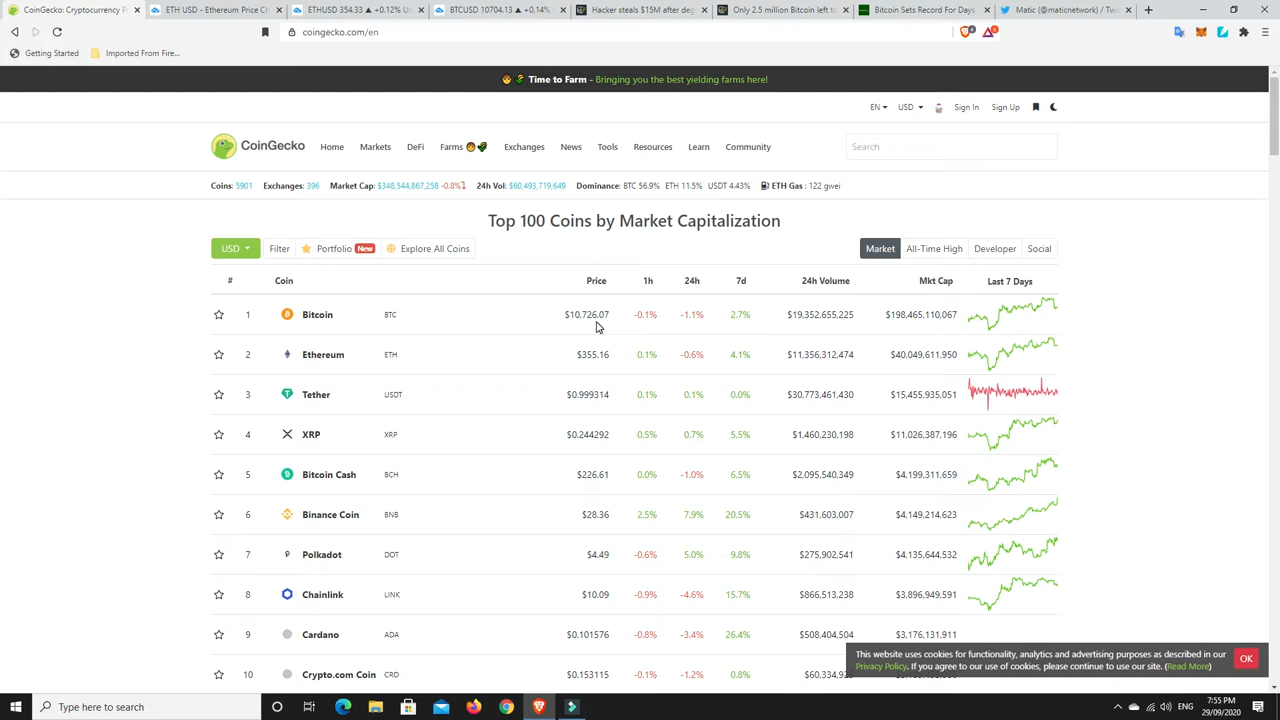 CoinGecko: Cryptocurrency P
ETH USD - Ethereum Price Ch
ETHUSD 354.33 ▲ +0.12% U
BTCUSD 10704.13 ▲ +0.14%
Hacker steals $15M after deg
Only 2.5 million Bitcoin left to
Bitcoin Sets Record For Days
Matic (@maticnetwork) / Twit
coingecko.com/en
Getting Started Imported From Fire...
Time to Farm - Bringing you the best yielding farms here!
EN USD Sign In Sign Up
CoinGecko Home Markets DeFi Farms Exchanges News Tools Resources Learn Community Search
Coins: 5901 Exchanges: 396 Market Cap: $348,544,867,258 -0.8% 24h Vol: $60,493,719,649 Dominance: BTC 56.9% ETH 11.5% USDT 4.43% ETH Gas : 122 gwei
Top 100 Coins by Market Capitalization
USD Filter Portfolio New Explore All Coins Market All-Time High Developer Social
# Coin Price 1h 24h 7d 24h Volume Mkt Cap Last 7 Days
1 Bitcoin BTC $10,726.07 -0.1% -1.1% 2.7% $19,352,655,225 $198,465,110,067
2 Ethereum ETH $355.16 0.1% -0.6% 4.1% $11,356,312,474 $40,049,611,950
3 Tether USDT $0.999314 0.1% 0.1% 0.0% $30,773,461,430 $15,455,935,051
4 XRP XRP $0.244292 0.5% 0.7% 5.5% $1,460,230,198 $11,026,387,196
5 Bitcoin Cash BCH $226.61 0.0% -1.0% 6.5% $2,095,540,349 $4,199,311,659
6 Binance Coin BNB $28.36 2.5% 7.9% 20.5% $431,603,007 $4,149,214,623
7 Polkadot DOT $4.49 -0.6% 5.0% 9.8% $275,902,541 $4,135,644,532
8 Chainlink LINK $10.09 -0.9% -4.6% 15.7% $866,513,238 $3,896,949,591
9 Cardano ADA $0.101576 -0.8% -3.4% 26.4% $508,404,504 $3,176,131,911
10 Crypto.com Coin CRO $0.153115 -0.1% -1.2% 0.8%
This website uses cookies for functionality, analytics and advertising purposes as described in our
Privacy Policy. If you agree to our use of cookies, please continue to use our site. (Read More)
OK
Type here to search
ENG
7:55 PM
29/09/2020